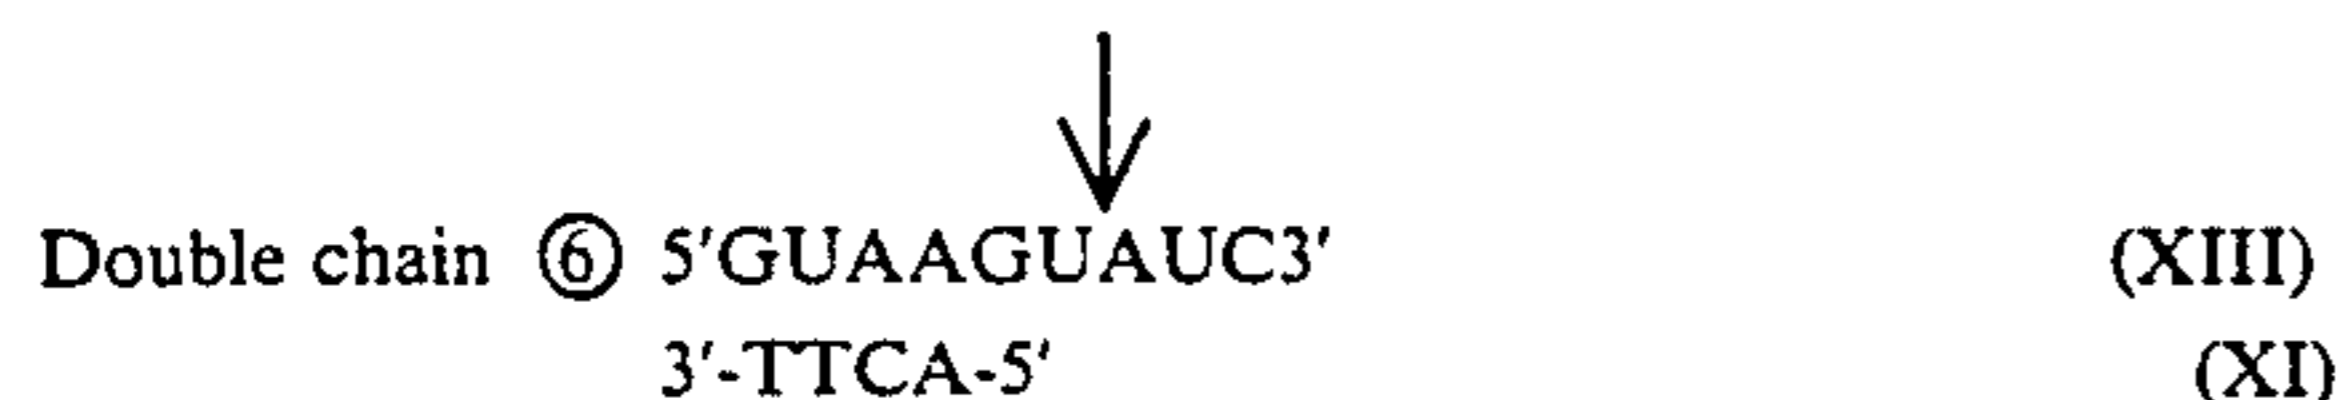 Double chain ⑥ 5'GUAAGUAUC3' (XIII)
3'-TTCA-5' (XI)